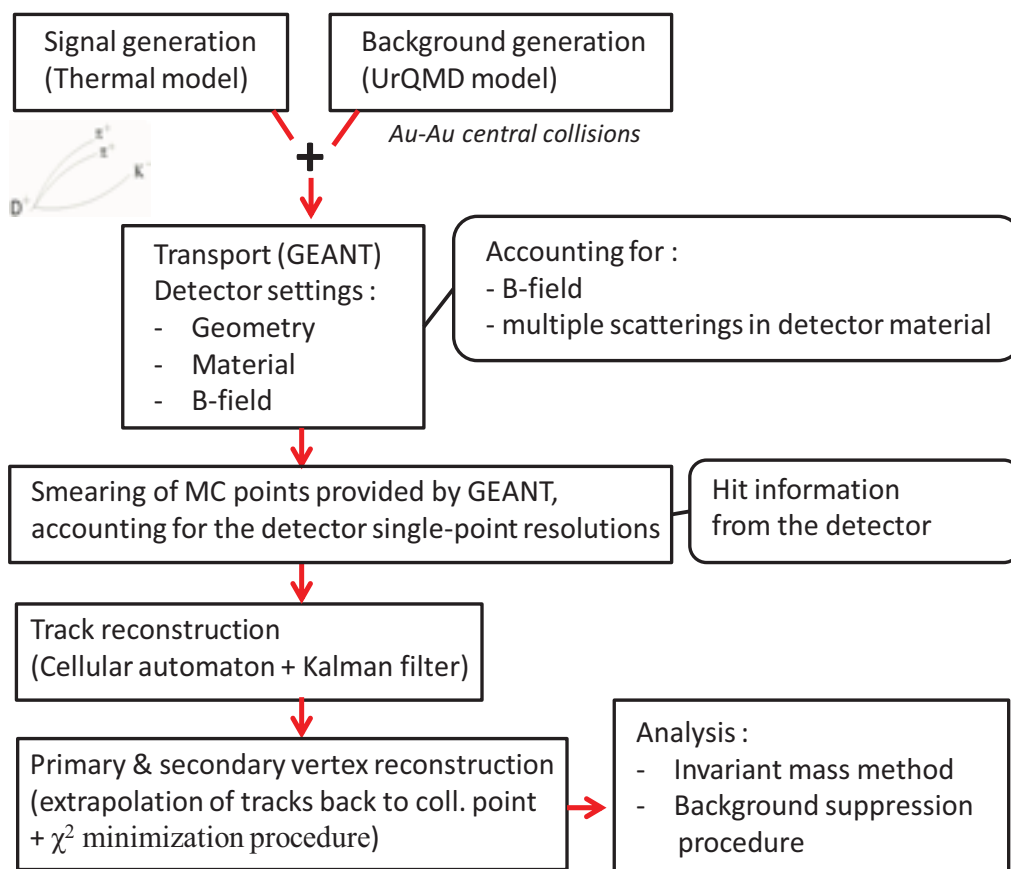 Signal generation
(Thermal model)
Background generation
(UrQMD model)
Au-Au central collisions
+
π⁺
π⁺
K⁻
D⁺
Transport (GEANT)
Detector settings :
- Geometry
- Material
- B-field
Accounting for :
- B-field
- multiple scatterings in detector material
Smearing of MC points provided by GEANT,
accounting for the detector single-point resolutions
Hit information
from the detector
Track reconstruction
(Cellular automaton + Kalman filter)
Primary & secondary vertex reconstruction
(extrapolation of tracks back to coll. point
+ χ² minimization procedure)
Analysis :
- Invariant mass method
- Background suppression
procedure